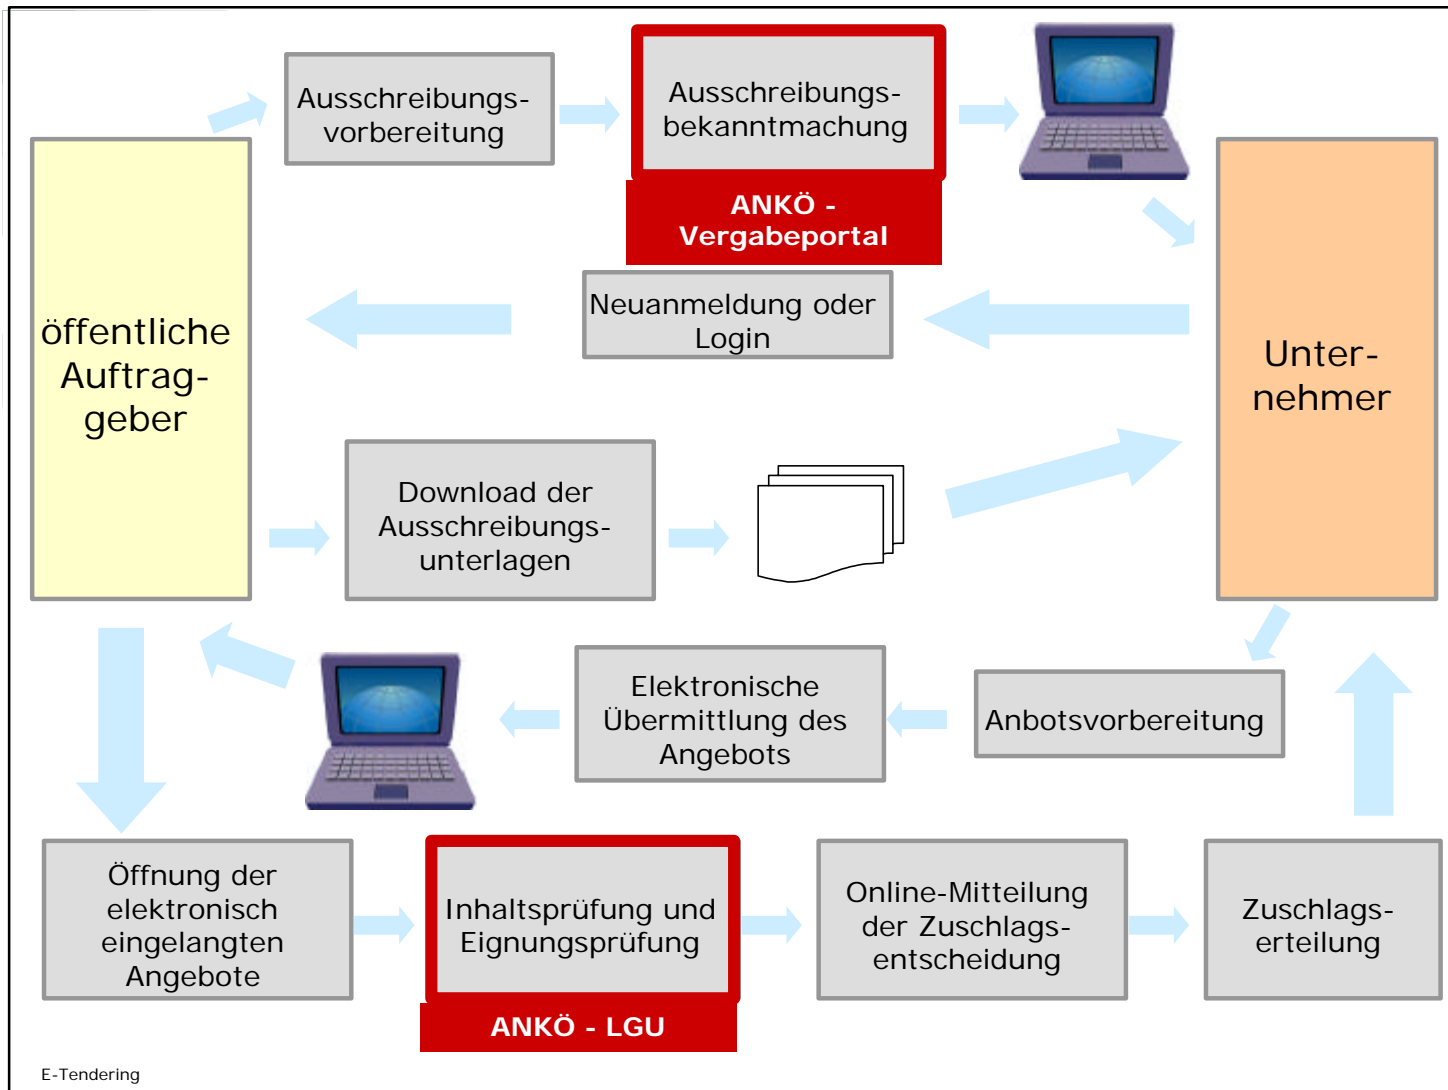 Ausschreibungs-
vorbereitung
Ausschreibungs-
bekanntmachung
ANKÖ -
Vergabeportal
öffentliche
Auftrag-
geber
Neuanmeldung oder
Login
Unter-
nehmer
Download der
Ausschreibungs-
unterlagen
Elektronische
Übermittlung des
Angebots
Anbotsvorbereitung
Öffnung der
elektronisch
eingelangten
Angebote
Inhaltsprüfung und
Eignungsprüfung
ANKÖ - LGU
Online-Mitteilung
der Zuschlags-
entscheidung
Zuschlags-
erteilung
E-Tendering